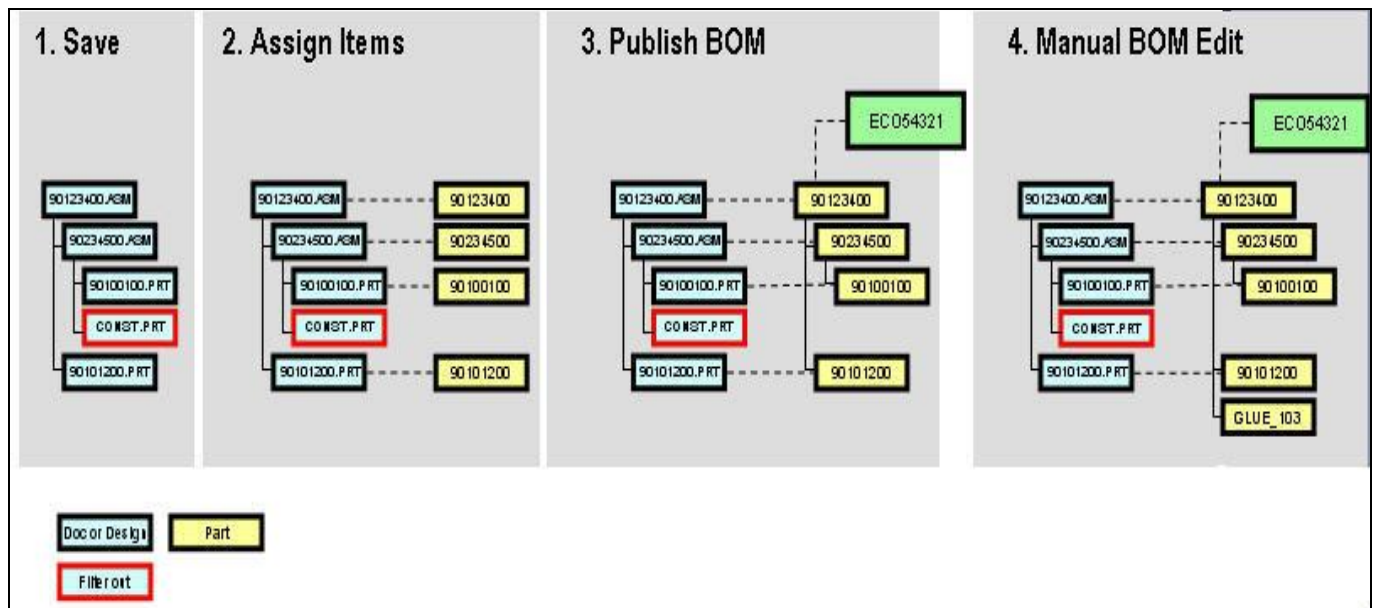 1. Save
2. Assign Items
3. Publish BOM
4. Manual BOM Edit
ECO54321
ECO54321
90123400.ASM
90123400.ASM
90123400
90123400.ASM
90123400
90123400.ASM
90123400
90234500.ASM
90234500.ASM
90234500
90234500.ASM
90234500
90234500.ASM
90234500
90100100.PRT
90100100.PRT
90100100
90100100.PRT
90100100
90100100.PRT
90100100
CONST.PRT
CONST.PRT
CONST.PRT
CONST.PRT
90101200.PRT
90101200.PRT
90101200
90101200.PRT
90101200
90101200.PRT
90101200
GLUE_103
Doc or Design
Part
Filter out